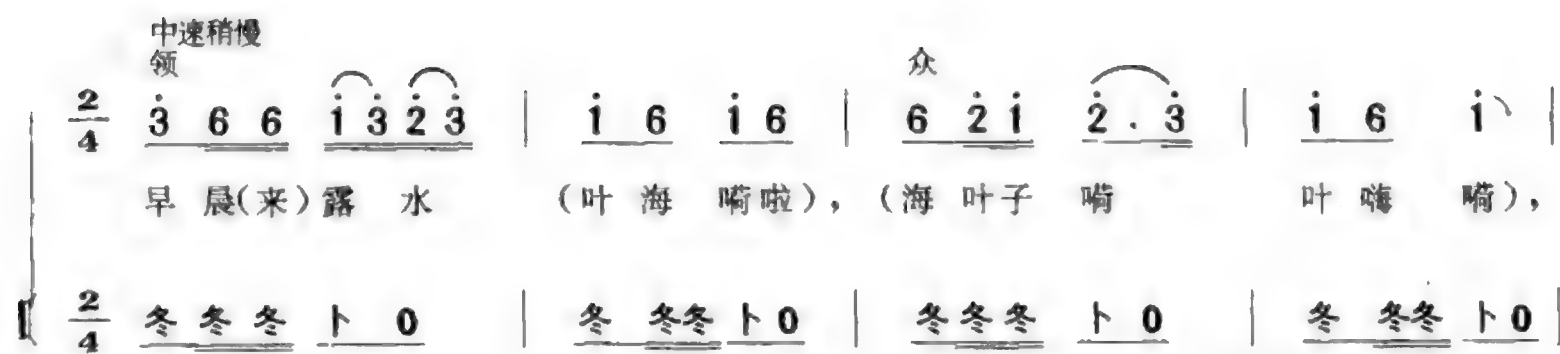 中速稍慢
领 众
2/4 3̇ 6 6 1̇ 3̇ 2̇ 3̇ | 1̇ 6 1̇ 6 | 6 2̇ 1̇ 2̇ . 3̇ | 1̇ 6 1̇ |
早 晨(来)露 水 (叶 海 嗬 啦), (海 叶 子 嗬 叶 嗨 嗬),
2/4 冬 冬 冬 卜 0 | 冬 冬冬 卜 0 | 冬 冬 冬 卜 0 | 冬 冬冬 卜 0 |